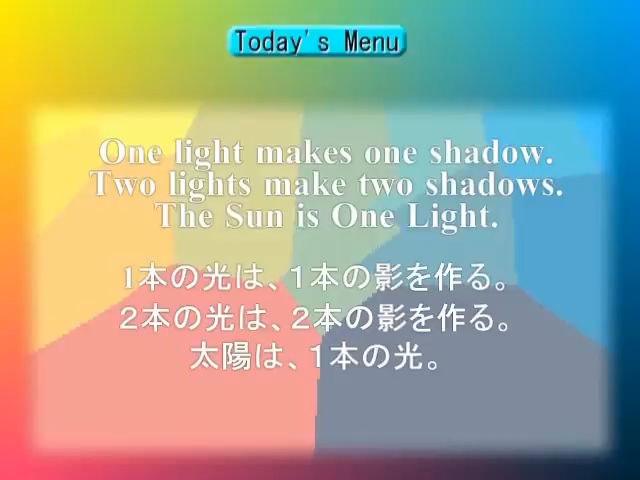 Today's Menu
One light makes one shadow.
Two lights make two shadows.
The Sun is One Light.
1本の光は、１本の影を作る。
２本の光は、２本の影を作る。
太陽は、１本の光。